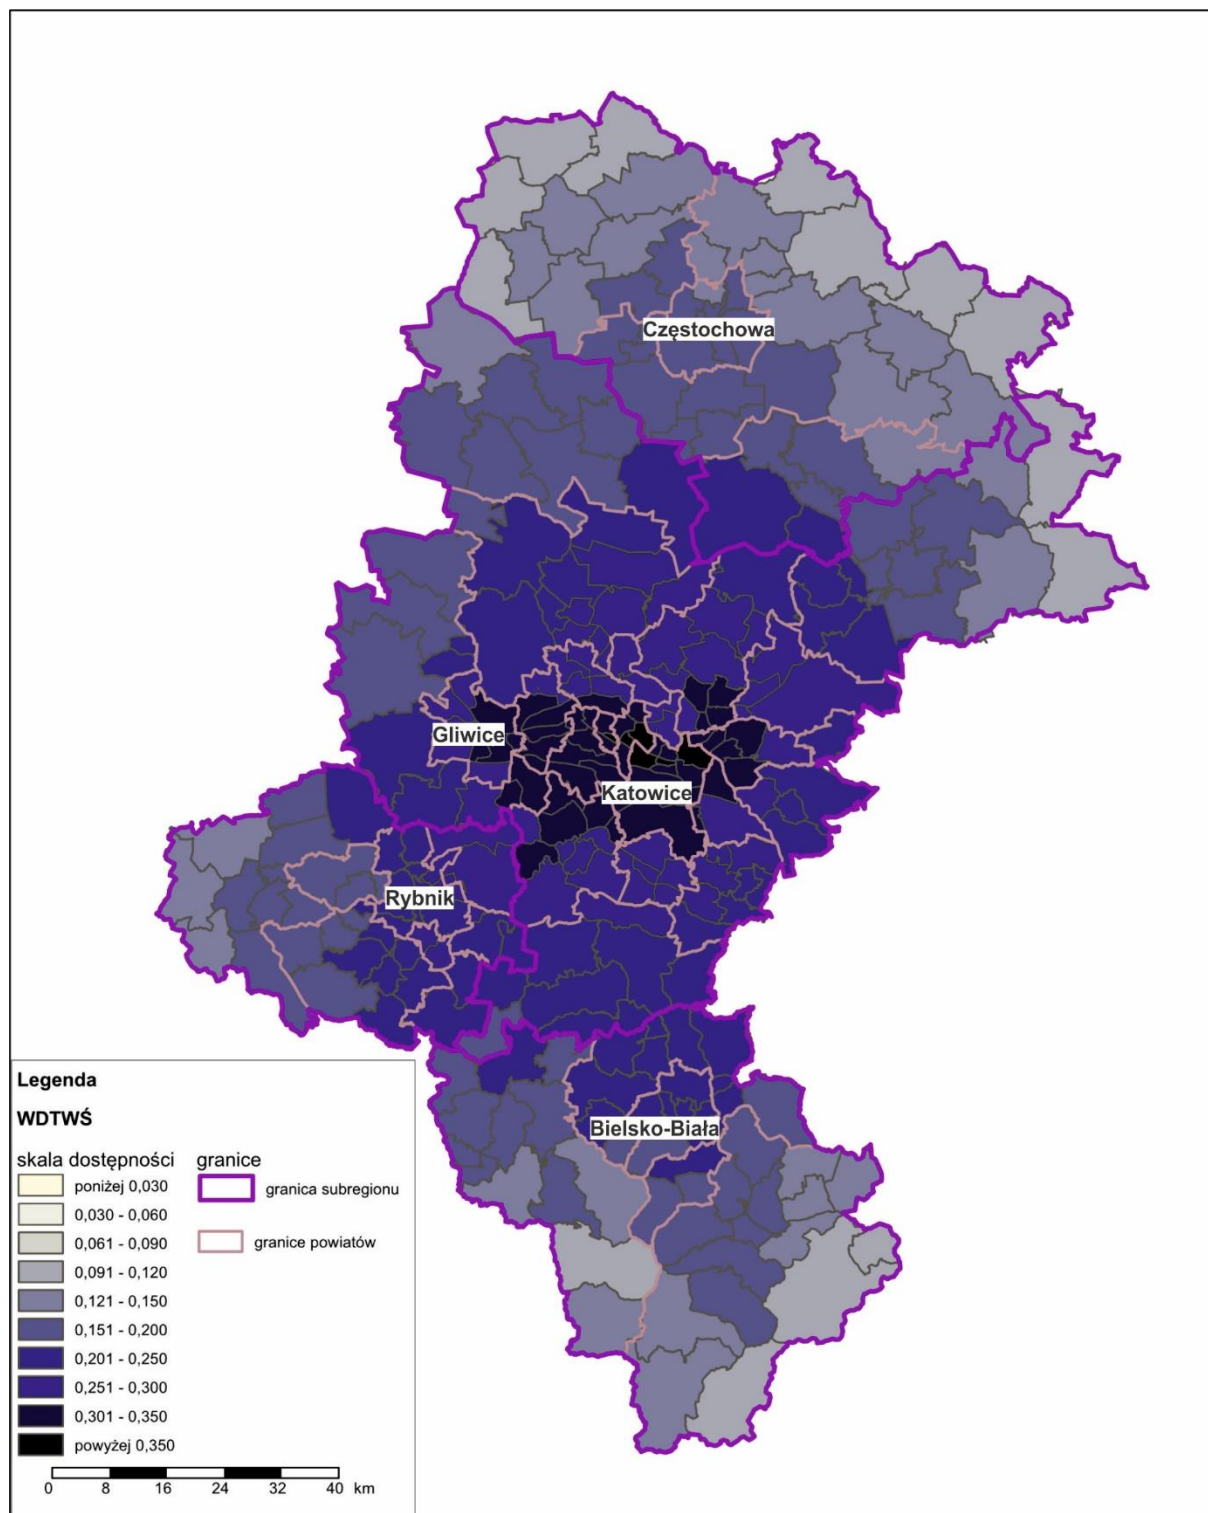 Częstochowa
Gliwice
Katowice
Rybnik
Bielsko-Biała
Legenda
WDTWŚ
skala dostępności
granice
poniżej 0,030
0,030 - 0,060
0,061 - 0,090
0,091 - 0,120
0,121 - 0,150
0,151 - 0,200
0,201 - 0,250
0,251 - 0,300
0,301 - 0,350
powyżej 0,350
granica subregionu
granice powiatów
0 8 16 24 32 40 km